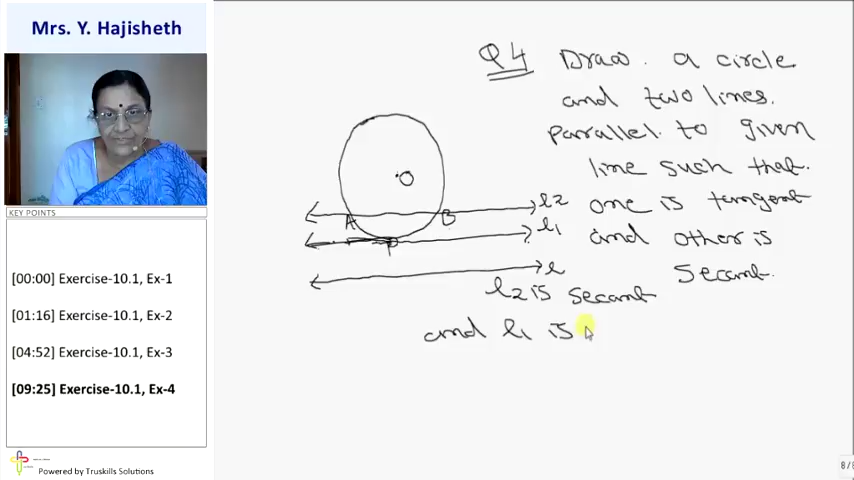 Mrs. Y. Hajisheth
KEY POINTS
[00:00] Exercise-10.1, Ex-1
[01:16] Exercise-10.1, Ex-2
[04:52] Exercise-10.1, Ex-3
[09:25] Exercise-10.1, Ex-4
Powered by Truskills Solutions
Q4 Draw a circle
and two lines.
parallel to given
line such that.
one is tangent
and other is
secant.
O
l2
A B
l1
P
l
l2 is secant
and l1 is
8/8